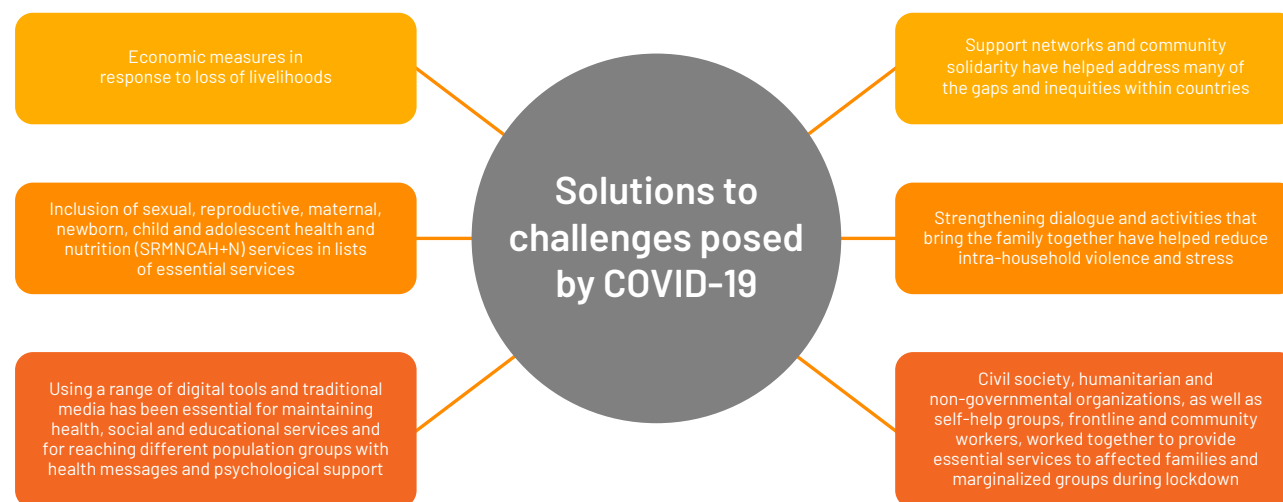 Economic measures in
response to loss of livelihoods
Inclusion of sexual, reproductive, maternal,
newborn, child and adolescent health and
nutrition (SRMNCAH+N) services in lists
of essential services
Using a range of digital tools and traditional
media has been essential for maintaining
health, social and educational services and
for reaching different population groups with
health messages and psychological support
Solutions to
challenges posed
by COVID-19
Support networks and community
solidarity have helped address many of
the gaps and inequities within countries
Strengthening dialogue and activities that
bring the family together have helped reduce
intra-household violence and stress
Civil society, humanitarian and
non-governmental organizations, as well as
self-help groups, frontline and community
workers, worked together to provide
essential services to affected families and
marginalized groups during lockdown